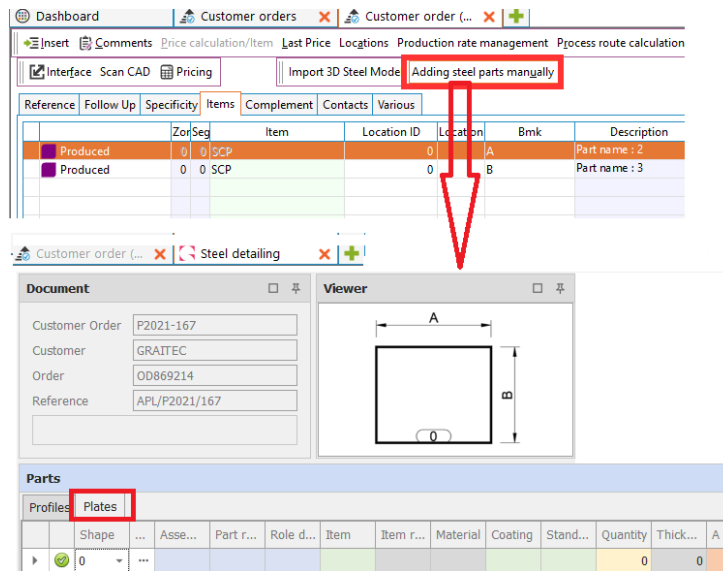 Dashboard Customer orders Customer order (...
Insert Comments Price calculation/Item Last Price Locations Production rate management Process route calculation
Interface Scan CAD Pricing Import 3D Steel Mode Adding steel parts manually
Reference Follow Up Specificity Items Complement Contacts Various
Zor Seg Item Location ID Location Bmk Description
Produced 0 0 SCP 0 A Part name : 2
Produced 0 0 SCP 0 B Part name : 3
Customer order (... Steel detailing
Document Viewer
Customer Order P2021-167
Customer GRAITEC
Order OD869214
Reference APL/P2021/167
A
B
0
Parts
Profiles Plates
Shape ... Asse... Part r... Role d... Item Item r... Material Coating Stand... Quantity Thick... A
0 ... 0 0